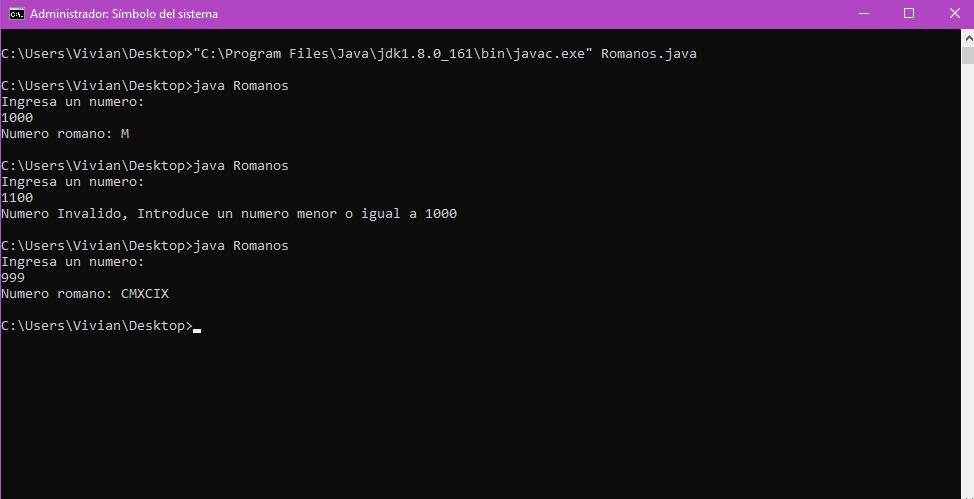 Administrador: Símbolo del sistema
C:\Users\Vivian\Desktop>"C:\Program Files\Java\jdk1.8.0_161\bin\javac.exe" Romanos.java
C:\Users\Vivian\Desktop>java Romanos
Ingresa un numero:
1000
Numero romano: M
C:\Users\Vivian\Desktop>java Romanos
Ingresa un numero:
1100
Numero Invalido, Introduce un numero menor o igual a 1000
C:\Users\Vivian\Desktop>java Romanos
Ingresa un numero:
999
Numero romano: CMXCIX
C:\Users\Vivian\Desktop>